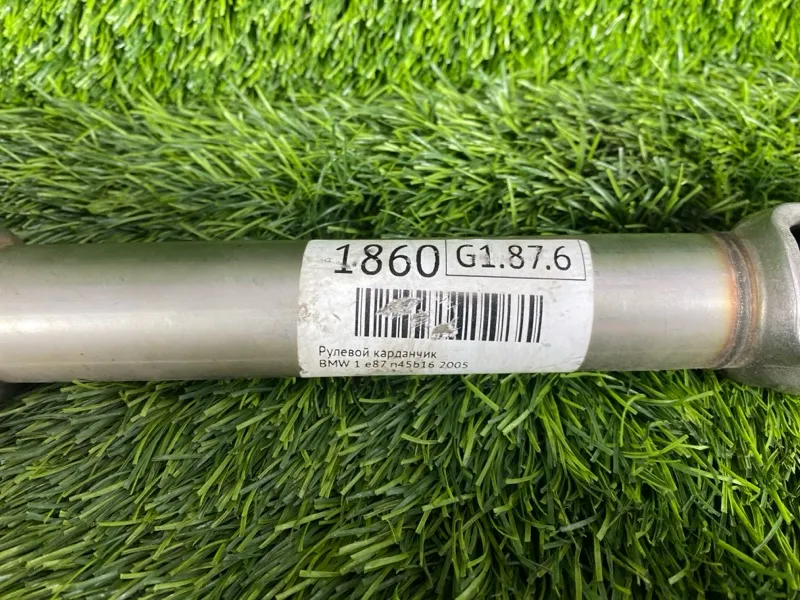 1860 G1.87.6
Рулевой карданчик
BMW 1 e87 n45b16 2005